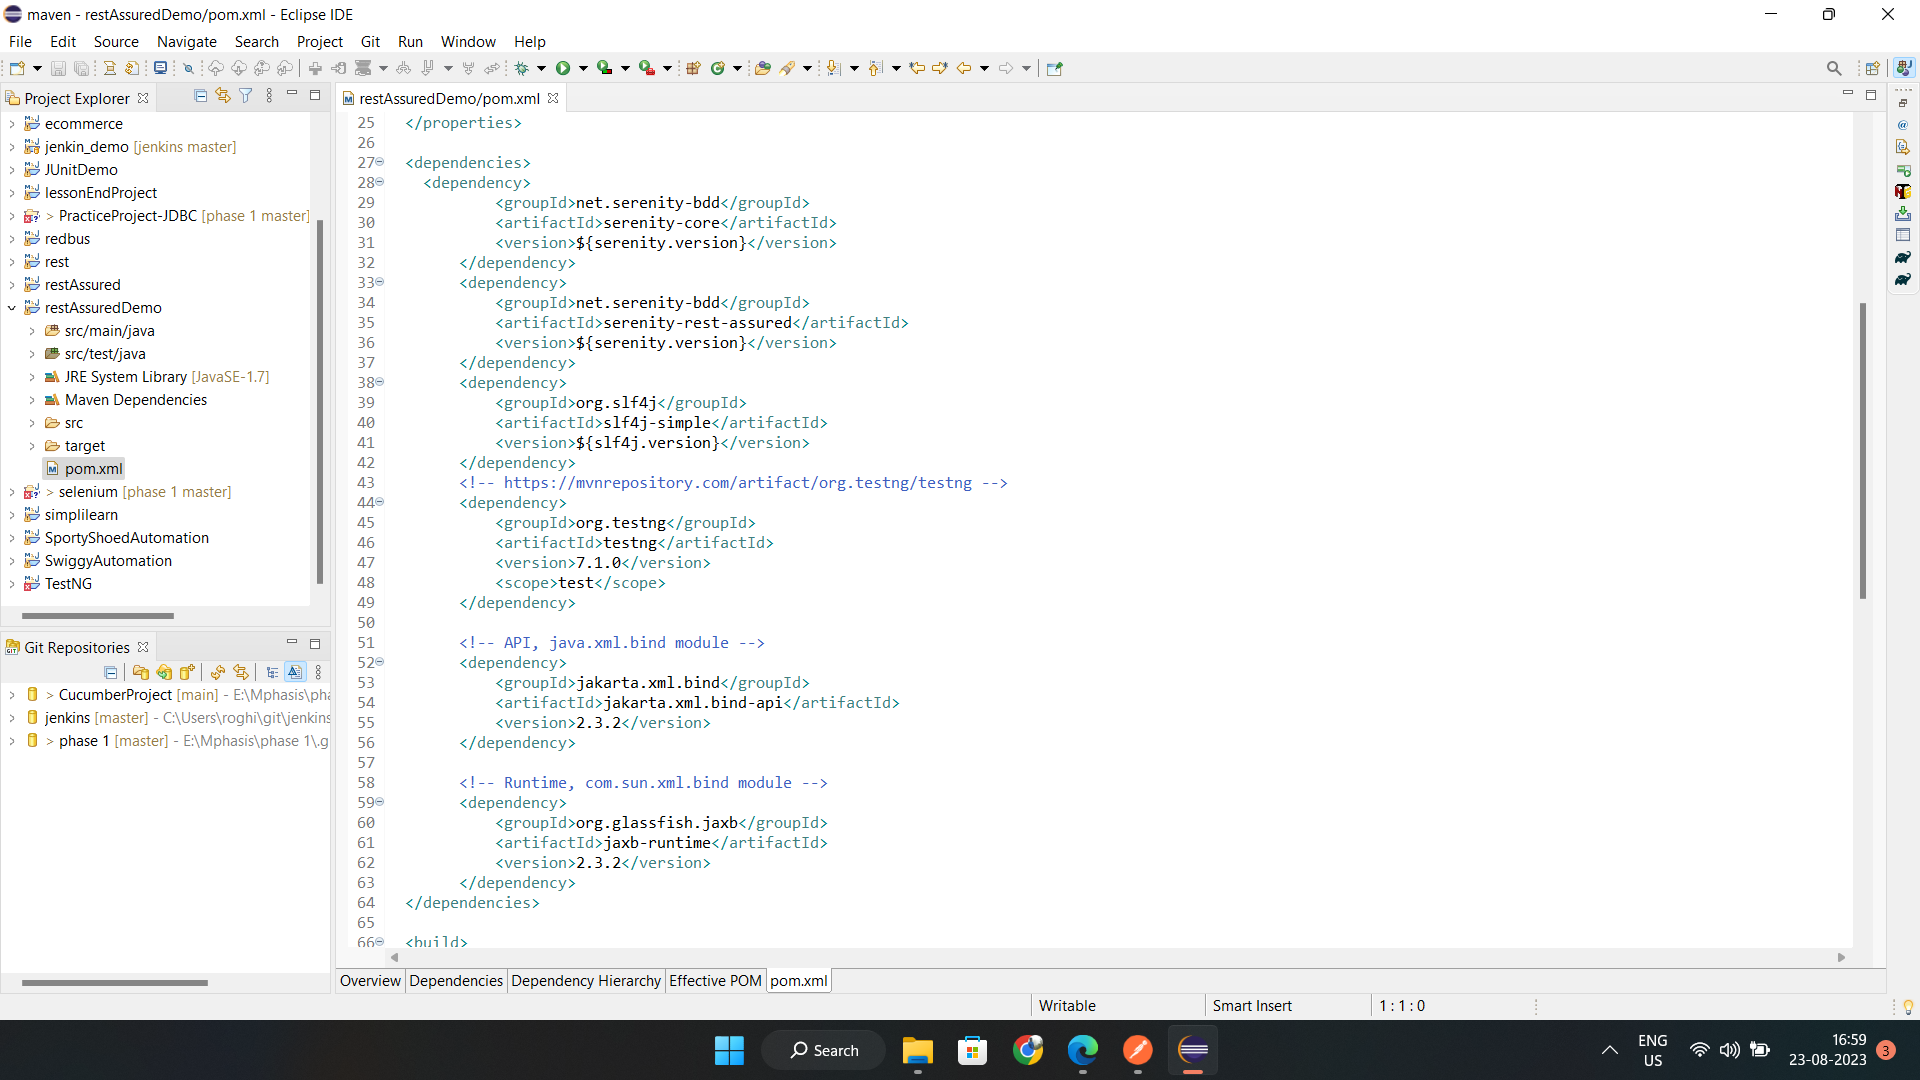 maven - restAssuredDemo/pom.xml - Eclipse IDE
File Edit Source Navigate Search Project Git Run Window Help
Project Explorer
ecommerce
jenkin_demo [jenkins master]
JUnitDemo
lessonEndProject
> PracticeProject-JDBC [phase 1 master]
redbus
rest
restAssured
restAssuredDemo
src/main/java
src/test/java
JRE System Library [JavaSE-1.7]
Maven Dependencies
src
target
pom.xml
> selenium [phase 1 master]
simplilearn
SportyShoedAutomation
SwiggyAutomation
TestNG
Git Repositories
> CucumberProject [main] - E:\Mphasis\pha
jenkins [master] - C:\Users\roghi\git\jenkins
> phase 1 [master] - E:\Mphasis\phase 1\.g
restAssuredDemo/pom.xml
25 </properties>
26
27 <dependencies>
28 <dependency>
29 <groupId>net.serenity-bdd</groupId>
30 <artifactId>serenity-core</artifactId>
31 <version>${serenity.version}</version>
32 </dependency>
33 <dependency>
34 <groupId>net.serenity-bdd</groupId>
35 <artifactId>serenity-rest-assured</artifactId>
36 <version>${serenity.version}</version>
37 </dependency>
38 <dependency>
39 <groupId>org.slf4j</groupId>
40 <artifactId>slf4j-simple</artifactId>
41 <version>${slf4j.version}</version>
42 </dependency>
43 <!-- https://mvnrepository.com/artifact/org.testng/testng -->
44 <dependency>
45 <groupId>org.testng</groupId>
46 <artifactId>testng</artifactId>
47 <version>7.1.0</version>
48 <scope>test</scope>
49 </dependency>
50
51 <!-- API, java.xml.bind module -->
52 <dependency>
53 <groupId>jakarta.xml.bind</groupId>
54 <artifactId>jakarta.xml.bind-api</artifactId>
55 <version>2.3.2</version>
56 </dependency>
57
58 <!-- Runtime, com.sun.xml.bind module -->
59 <dependency>
60 <groupId>org.glassfish.jaxb</groupId>
61 <artifactId>jaxb-runtime</artifactId>
62 <version>2.3.2</version>
63 </dependency>
64 </dependencies>
65
66 <build>
Overview Dependencies Dependency Hierarchy Effective POM pom.xml
Writable Smart Insert 1 : 1 : 0
Search
ENG
US
16:59
23-08-2023
3